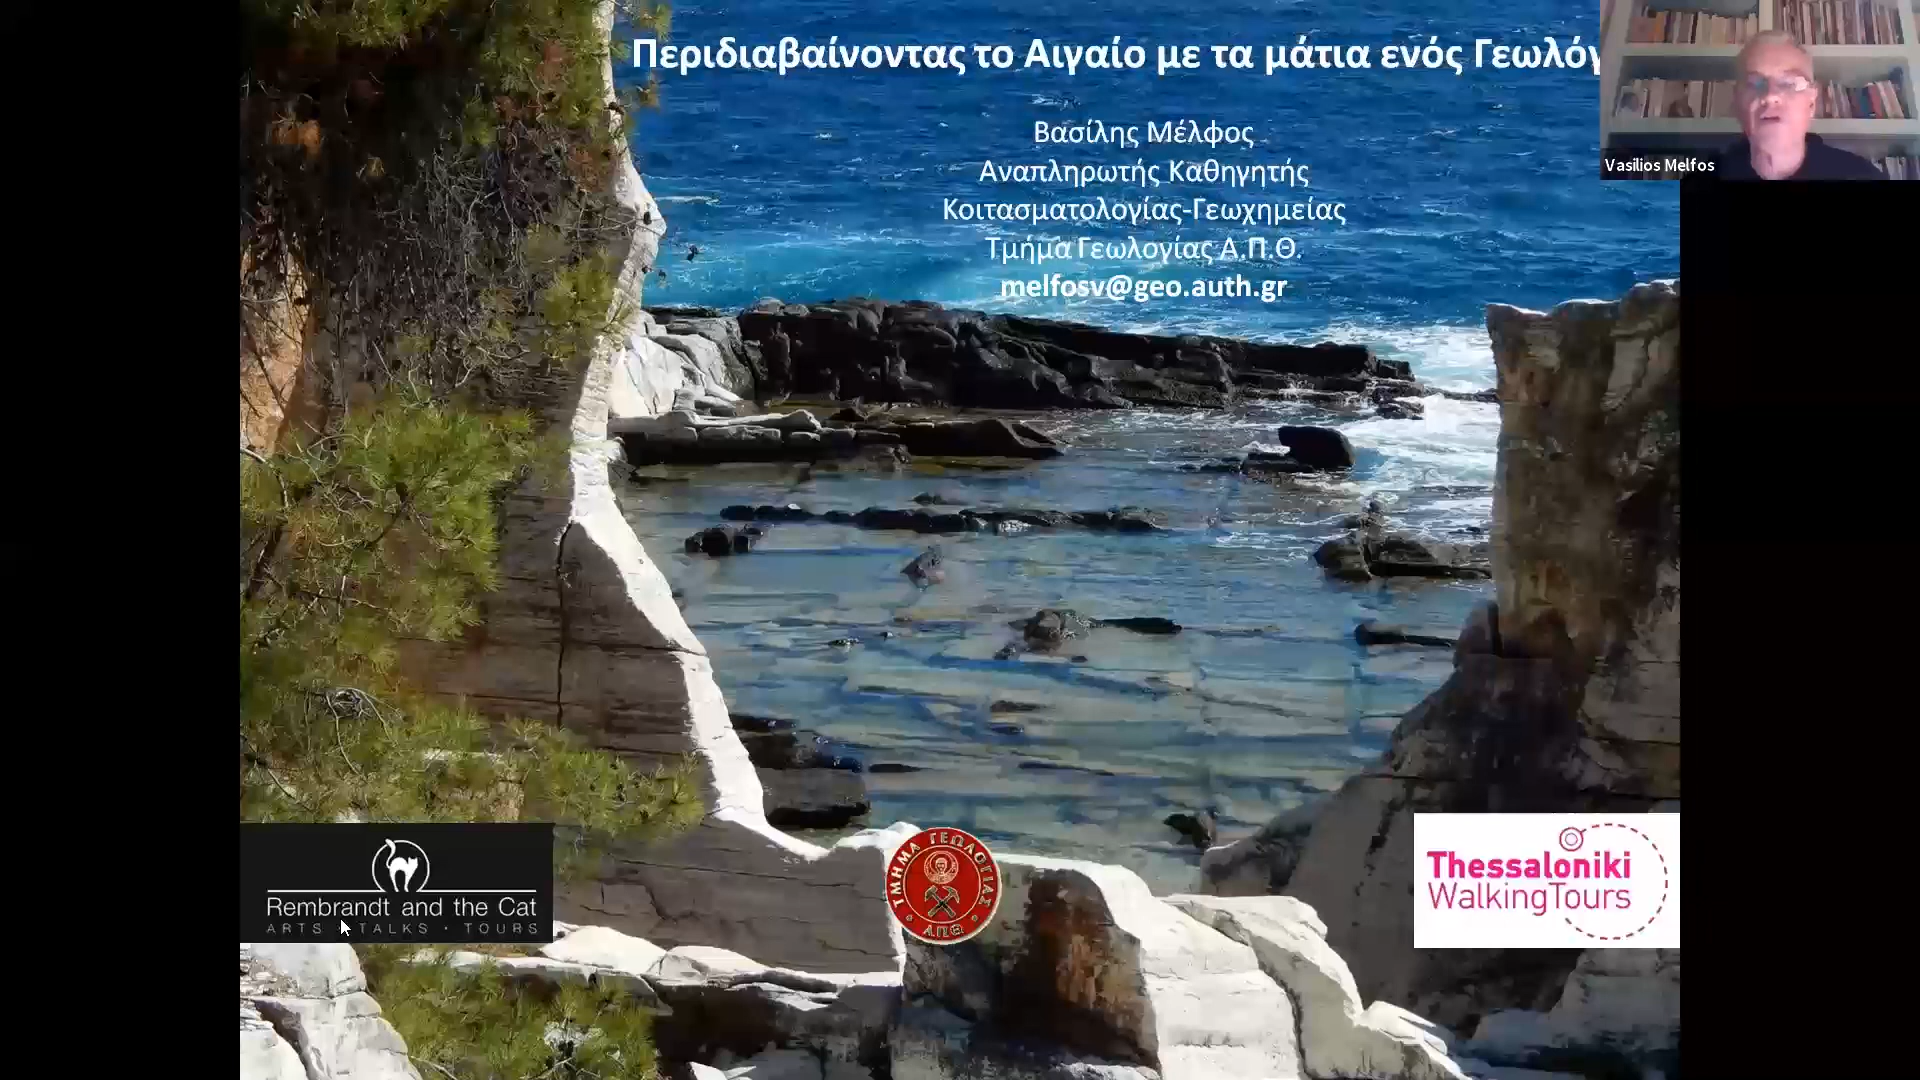 Περιδιαβαίνοντας το Αιγαίο με τα μάτια ενός Γεωλόγ
Βασίλης Μέλφος
Αναπληρωτής Καθηγητής
Κοιτασματολογίας-Γεωχημείας
Τμήμα Γεωλογίας Α.Π.Θ.
melfosv@geo.auth.gr
Vasilios Melfos
Rembrandt and the Cat
ARTS · TALKS · TOURS
ΤΜΗΜΑ ΓΕΩΛΟΓΙΑΣ
ΑΠΘ
Thessaloniki
WalkingTours